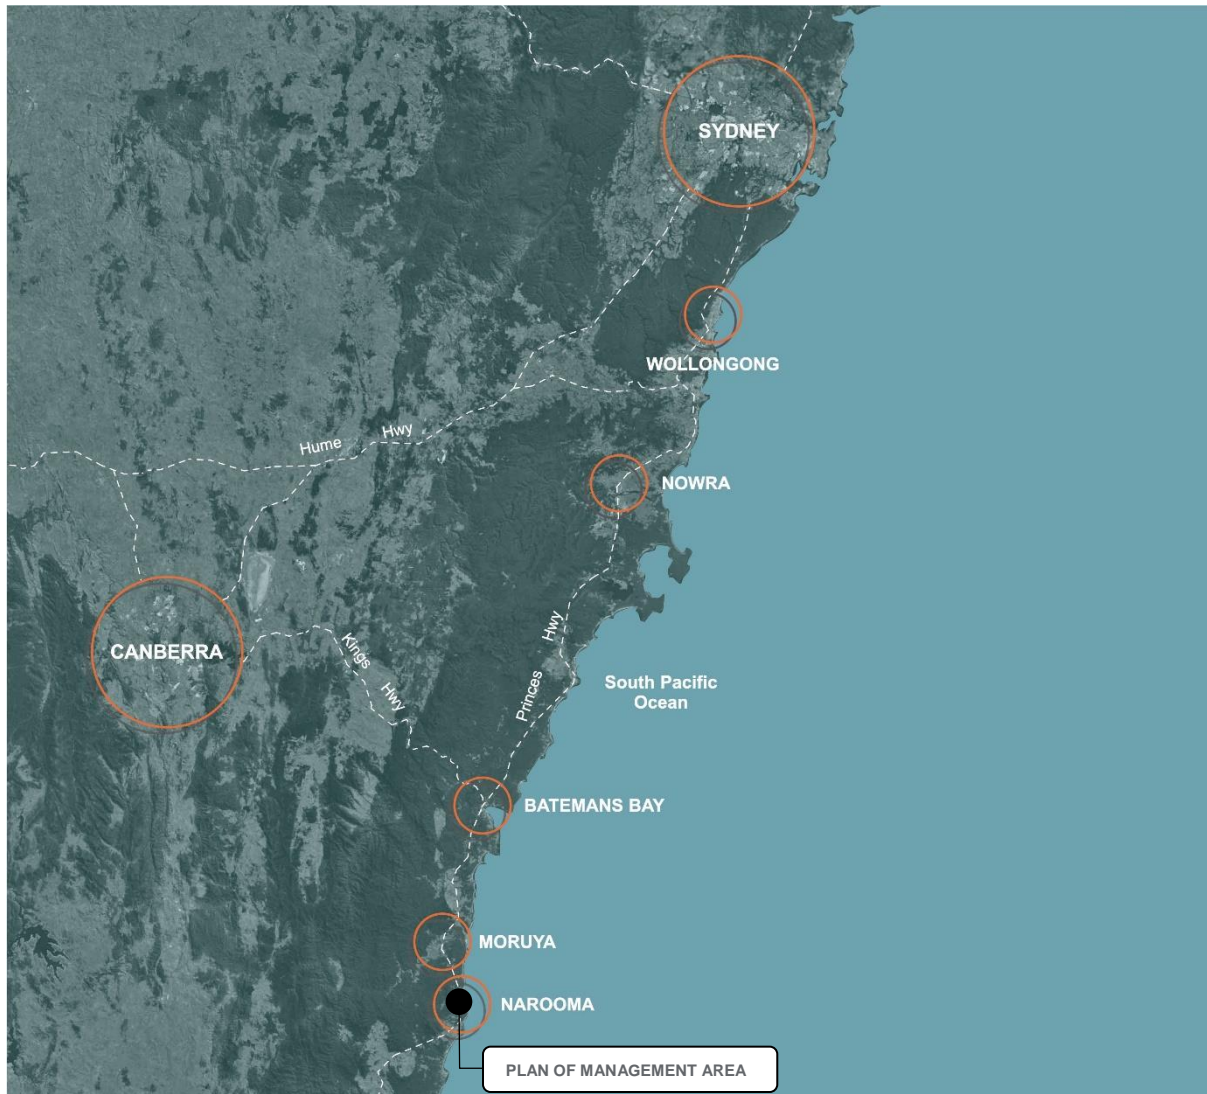 SYDNEY
WOLLONGONG
Hume Hwy
NOWRA
CANBERRA
Kings Hwy
Princes Hwy
South Pacific
Ocean
BATEMANS BAY
MORUYA
NAROOMA
PLAN OF MANAGEMENT AREA